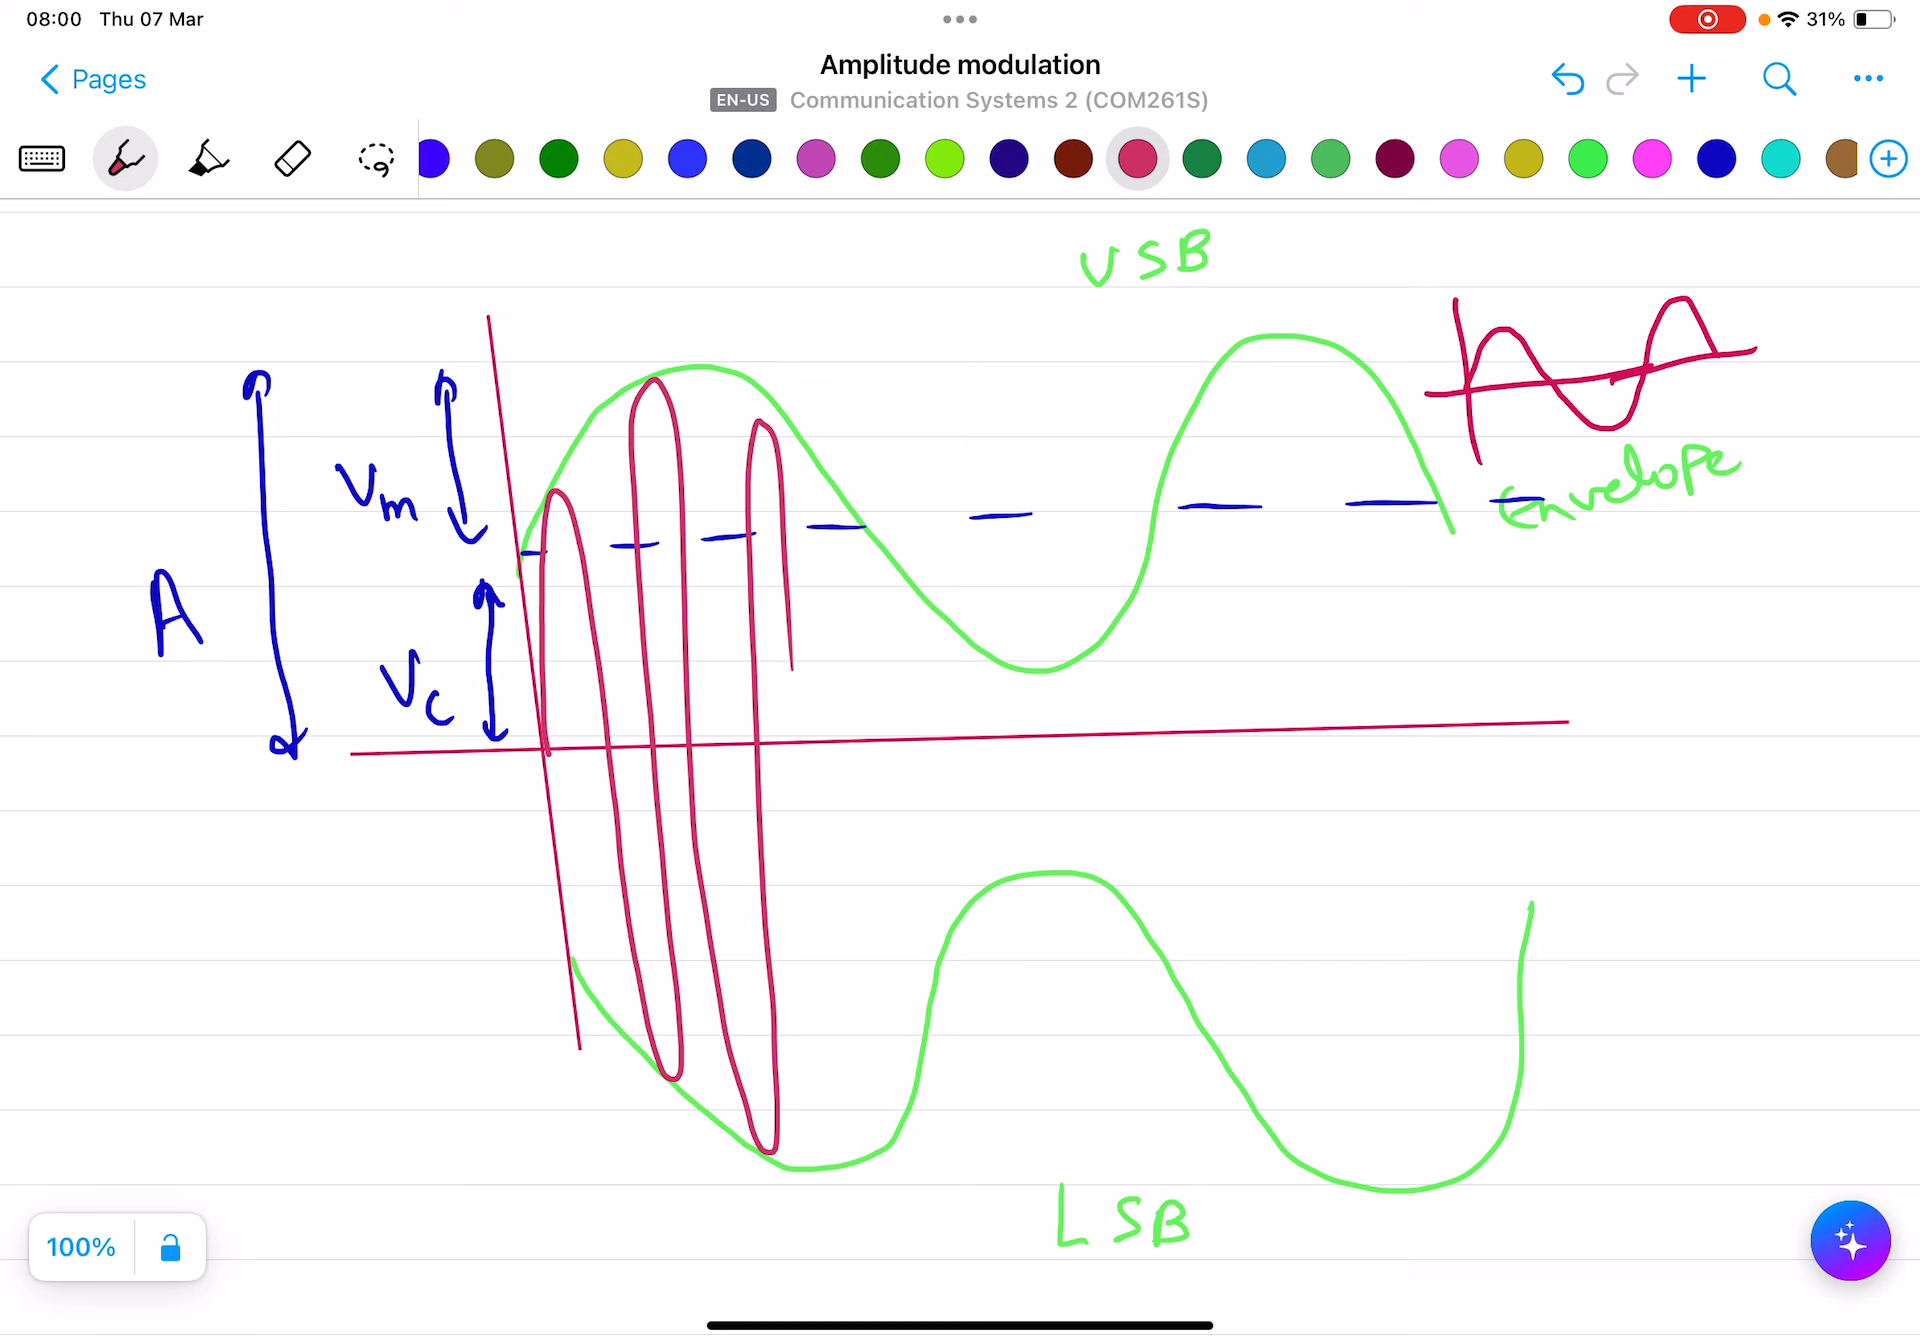 08:00 Thu 07 Mar
31%
Pages
Amplitude modulation
EN-US Communication Systems 2 (COM261S)
USB
Envelope
Vm
A
Vc
LSB
100%